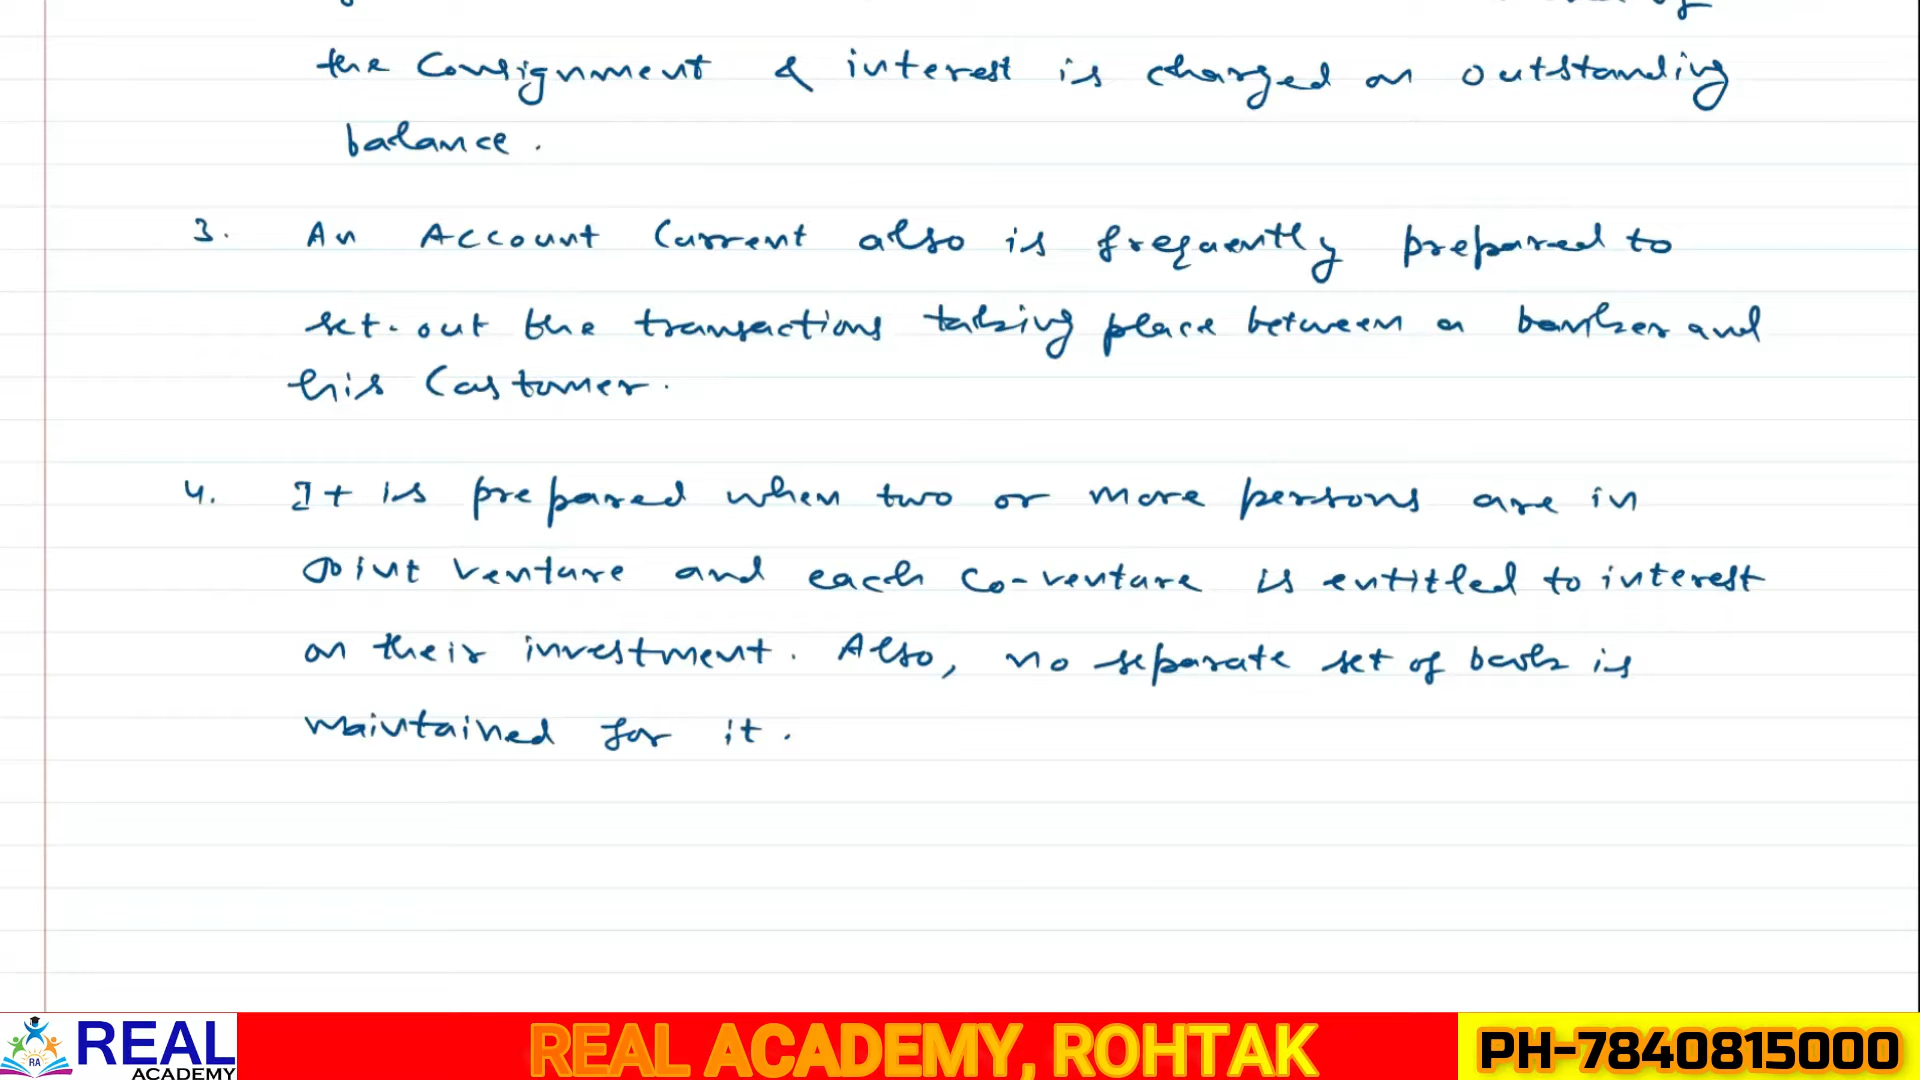 the Consignment & interest is charged on outstanding
balance.
3. An Account Current also is frequently prepared to
set-out the transactions taking place between a banker and
his Customer.
4. It is prepared when two or more persons are in
Joint venture and each co-venture is entitled to interest
on their investment. Also, no separate set of books is
maintained for it.
RA
REAL
ACADEMY
REAL ACADEMY, ROHTAK
PH-7840815000